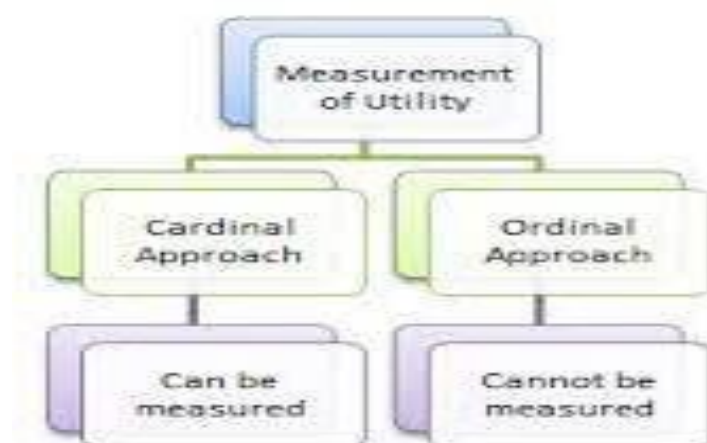 Measurement
of Utility
Cardinal
Approach
Ordinal
Approach
Can be
measured
Cannot be
measured